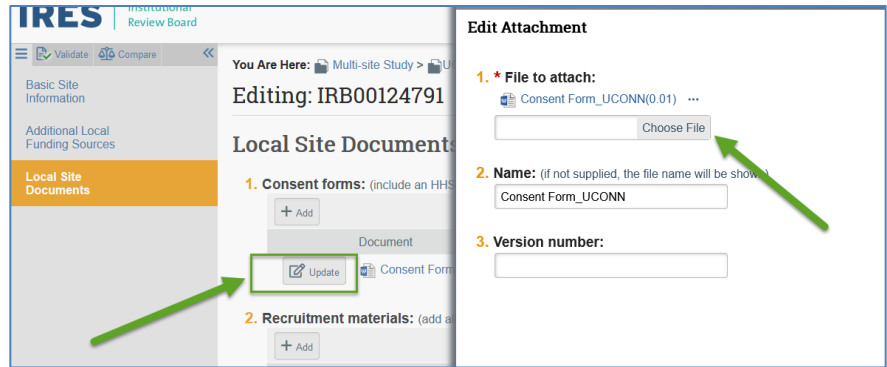 IRES
Institutional
Review Board
Validate Compare
Basic Site
Information
Additional Local
Funding Sources
Local Site
Documents
You Are Here: Multi-site Study >
Editing: IRB00124791
Local Site Documents
1. Consent forms: (include an HHS
+ Add
Document
Update Consent Form
2. Recruitment materials: (add
+ Add
Edit Attachment
1. * File to attach:
Consent Form_UCONN(0.01) ...
Choose File
2. Name: (if not supplied, the file name will be shown)
Consent Form_UCONN
3. Version number: